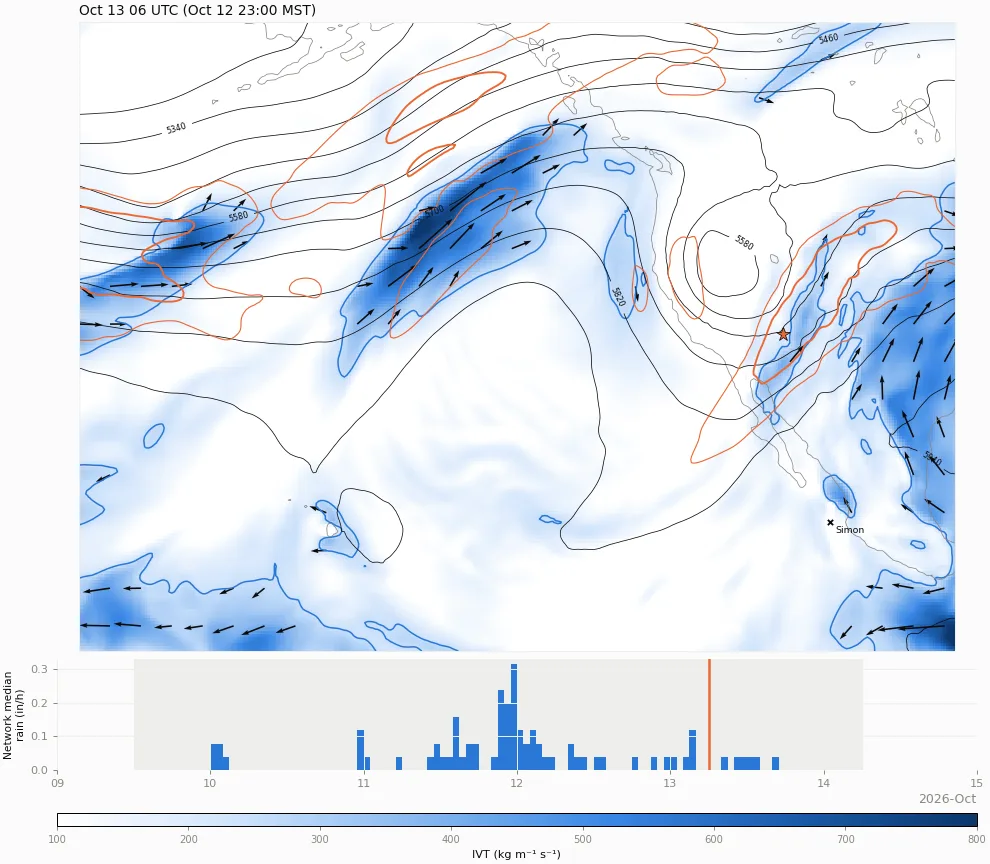 Oct 13 06 UTC (Oct 12 23:00 MST)
5460
5340
5580
5700
5580
5820
5840
Simon
Network median
rain (in/h)
0.3
0.2
0.1
0.0
09 10 11 12 13 14 15
2026-Oct
100 200 300 400 500 600 700 800
IVT (kg m⁻¹ s⁻¹)